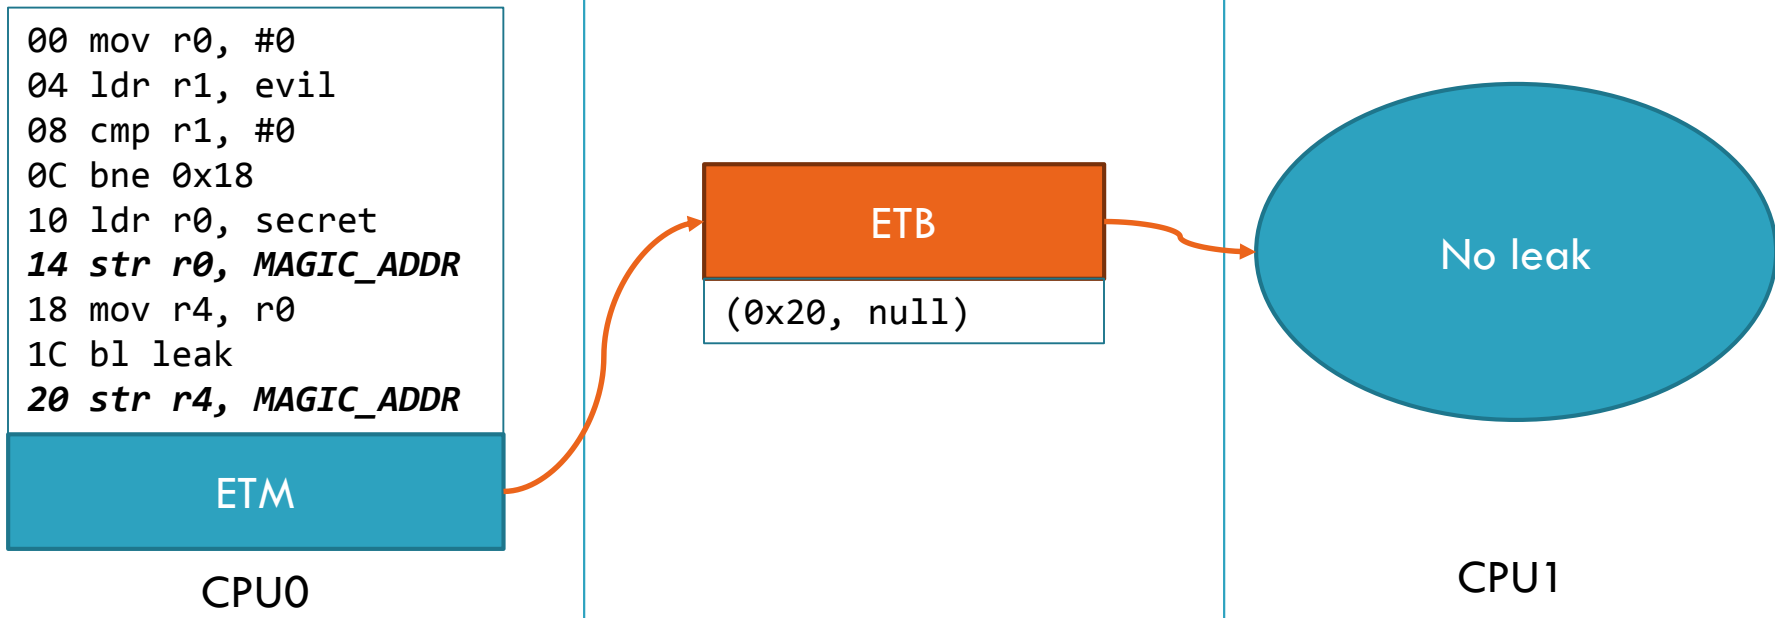 00 mov r0, #0
04 ldr r1, evil
08 cmp r1, #0
0C bne 0x18
10 ldr r0, secret
14 str r0, MAGIC_ADDR
18 mov r4, r0
1C bl leak
20 str r4, MAGIC_ADDR
ETM
CPU0
ETB
(0x20, null)
No leak
CPU1